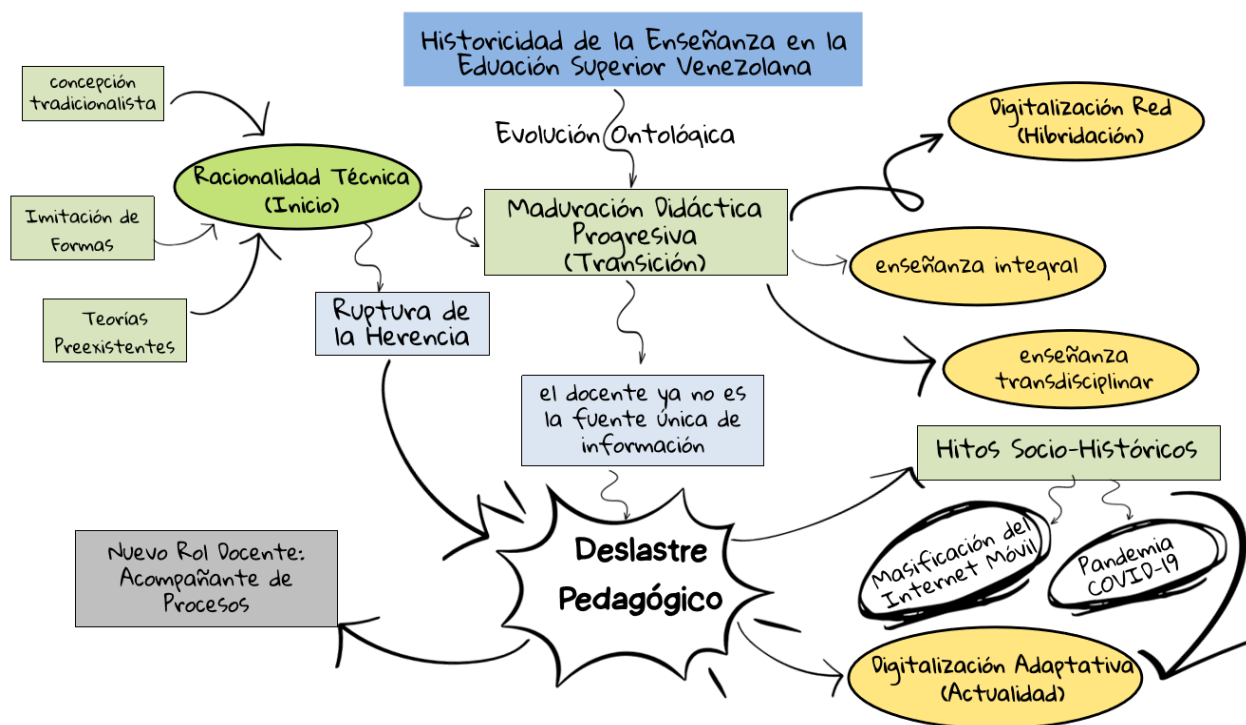 Historicidad de la Enseñanza en la
Eduación Superior Venezolana
Evolución Ontológica
concepción
tradicionalista
Imitación de
Formas
Teorías
Preexistentes
Racionalidad Técnica
(Inicio)
Ruptura de
la Herencia
Maduración Didáctica
Progresiva
(Transición)
Digitalización Red
(Hibridación)
enseñanza integral
enseñanza
transdisciplinar
el docente ya no es
la fuente única de
información
Deslastre
Pedagógico
Nuevo Rol Docente:
Acompañante de
Procesos
Hitos Socio-Históricos
Masificación del
Internet Móvil
Pandemia
COVID-19
Digitalización Adaptativa
(Actualidad)